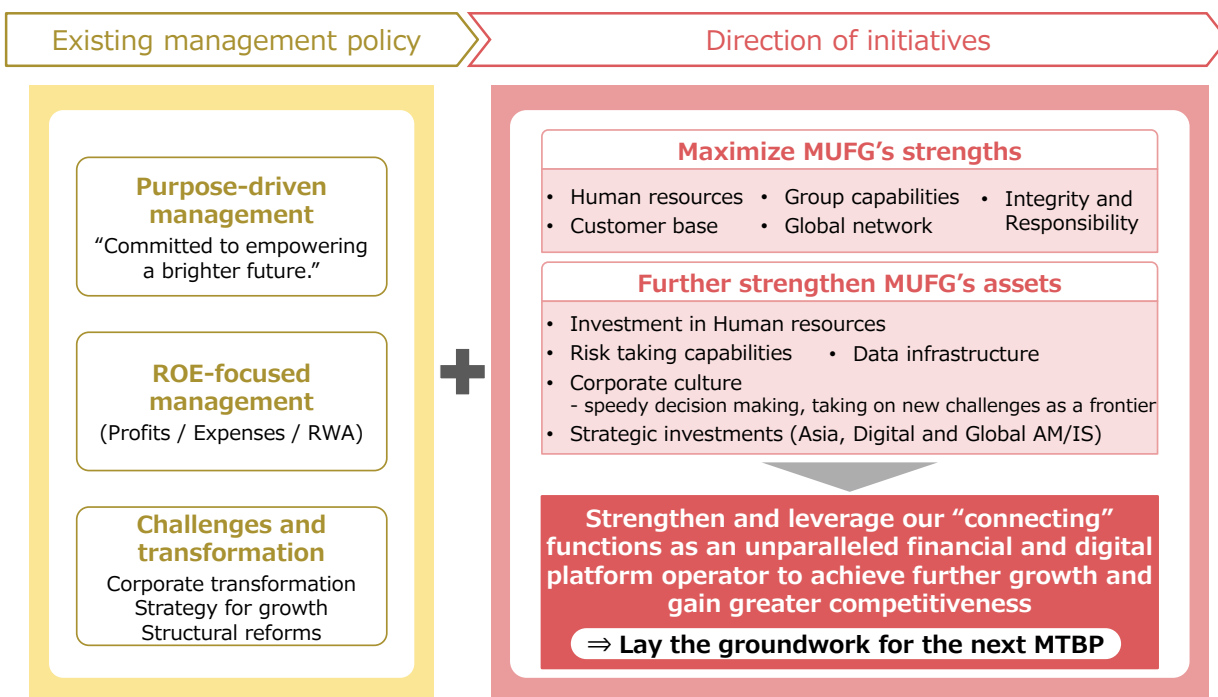 Existing management policy
Direction of initiatives
Purpose-driven
management
“Committed to empowering
a brighter future.”
ROE-focused
management
(Profits / Expenses / RWA)
Challenges and
transformation
Corporate transformation
Strategy for growth
Structural reforms
Maximize MUFG’s strengths
• Human resources • Group capabilities • Integrity and
Responsibility
• Customer base • Global network
Further strengthen MUFG’s assets
• Investment in Human resources
• Risk taking capabilities • Data infrastructure
• Corporate culture
- speedy decision making, taking on new challenges as a frontier
• Strategic investments (Asia, Digital and Global AM/IS)
Strengthen and leverage our “connecting”
functions as an unparalleled financial and digital
platform operator to achieve further growth and
gain greater competitiveness
⇒ Lay the groundwork for the next MTBP